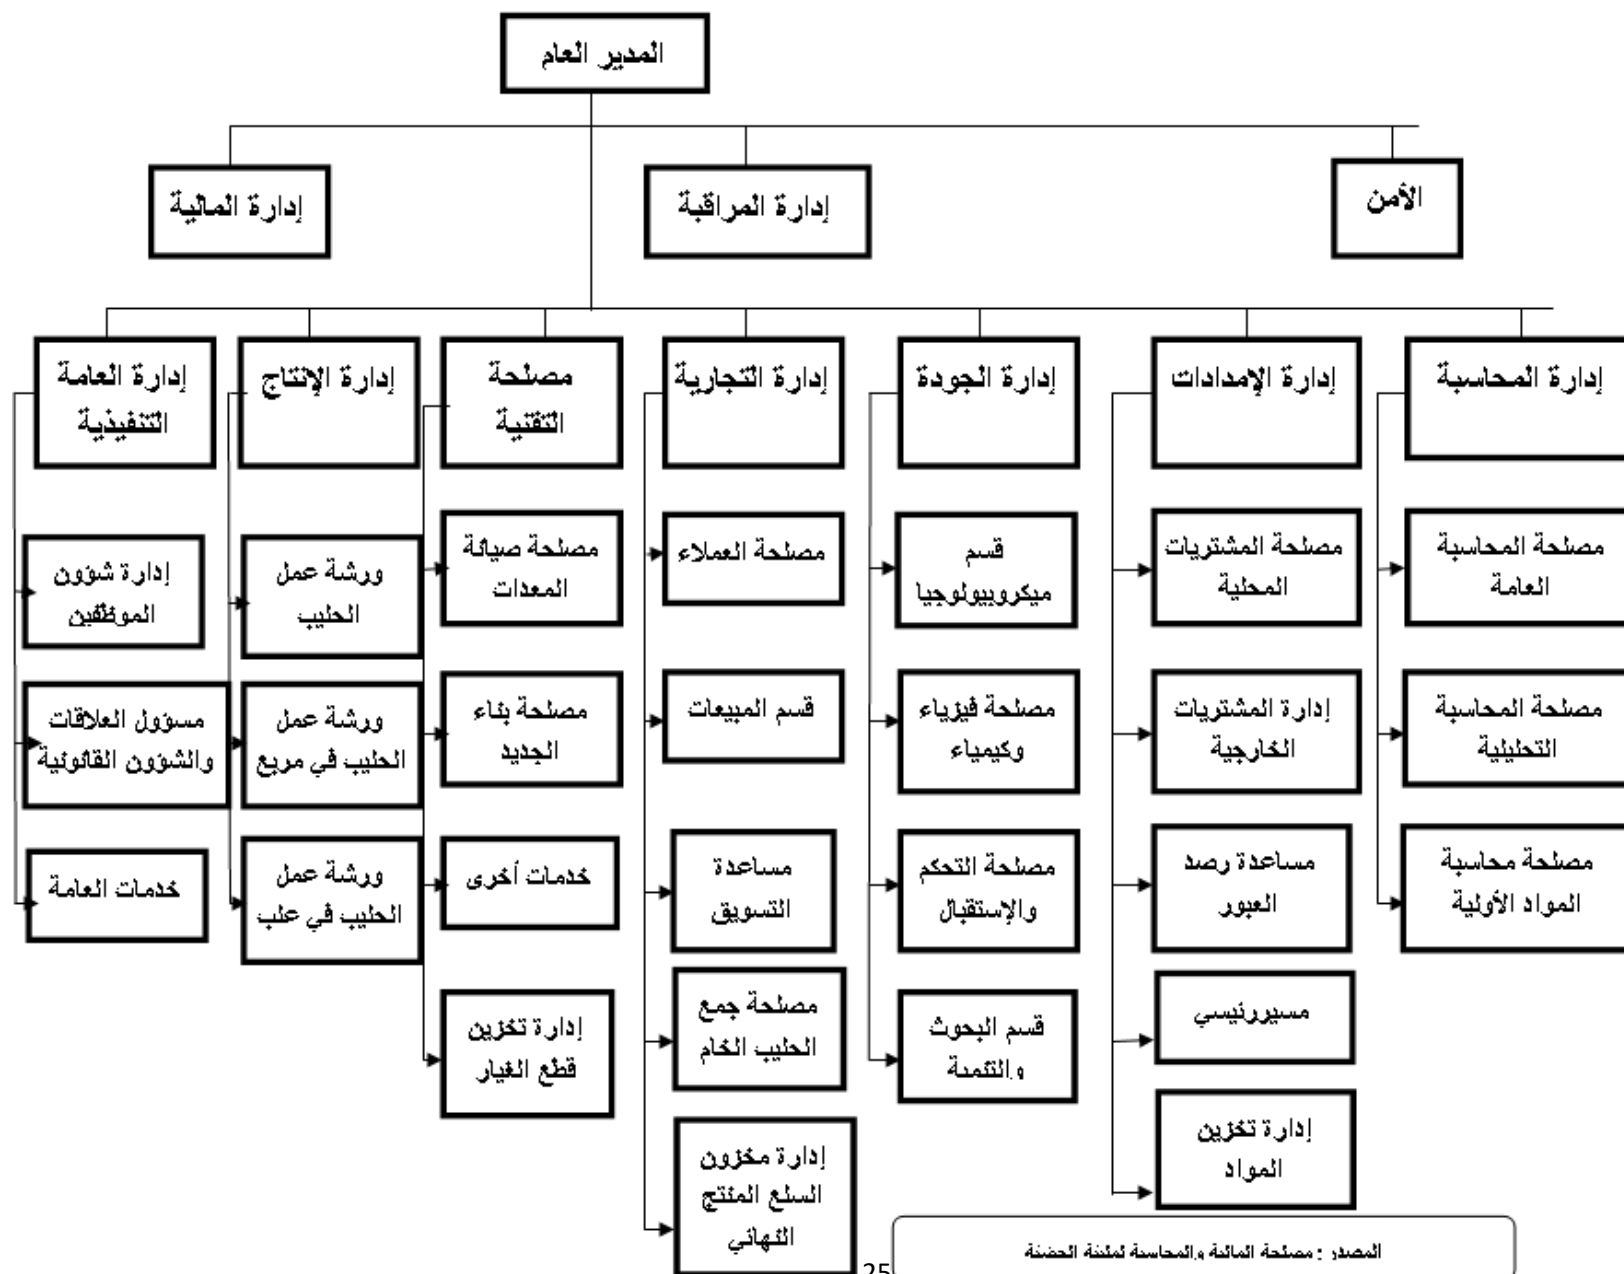 المدير العام
الأمن
إدارة المراقبة
إدارة المالية
إدارة المحاسبة
إدارة الإمدادات
إدارة الجودة
إدارة التجارية
مصلحة
التقنية
إدارة الإنتاج
إدارة العامة
التنفيذية
مصلحة المحاسبة
العامة
مصلحة المحاسبة
التحليلية
مصلحة محاسبة
المواد الأولية
مصلحة المشتريات
المحلية
إدارة المشتريات
الخارجية
مساعدة رصد
العبور
مسيررئيسي
إدارة تخزين
المواد
قسم
ميكروبيولوجيا
مصلحة فيزياء
وكيمياء
مصلحة التحكم
والإستقبال
قسم البحوث
والتنمية
مصلحة العملاء
قسم المبيعات
مساعدة
التسويق
مصلحة جمع
الحليب الخام
إدارة مخزون
السلع المنتج
النهائي
مصلحة صيانة
المعدات
مصلحة بناء
الجديد
خدمات أخرى
إدارة تخزين
قطع الغيار
ورشة عمل
الحليب
ورشة عمل
الحليب في مربع
ورشة عمل
الحليب في علب
إدارة شؤون
الموظفين
مسؤول العلاقات
والشؤون القانونية
خدمات العامة
المصدر : مصلحة المالية والمحاسبة لملبنة الحضنة
25